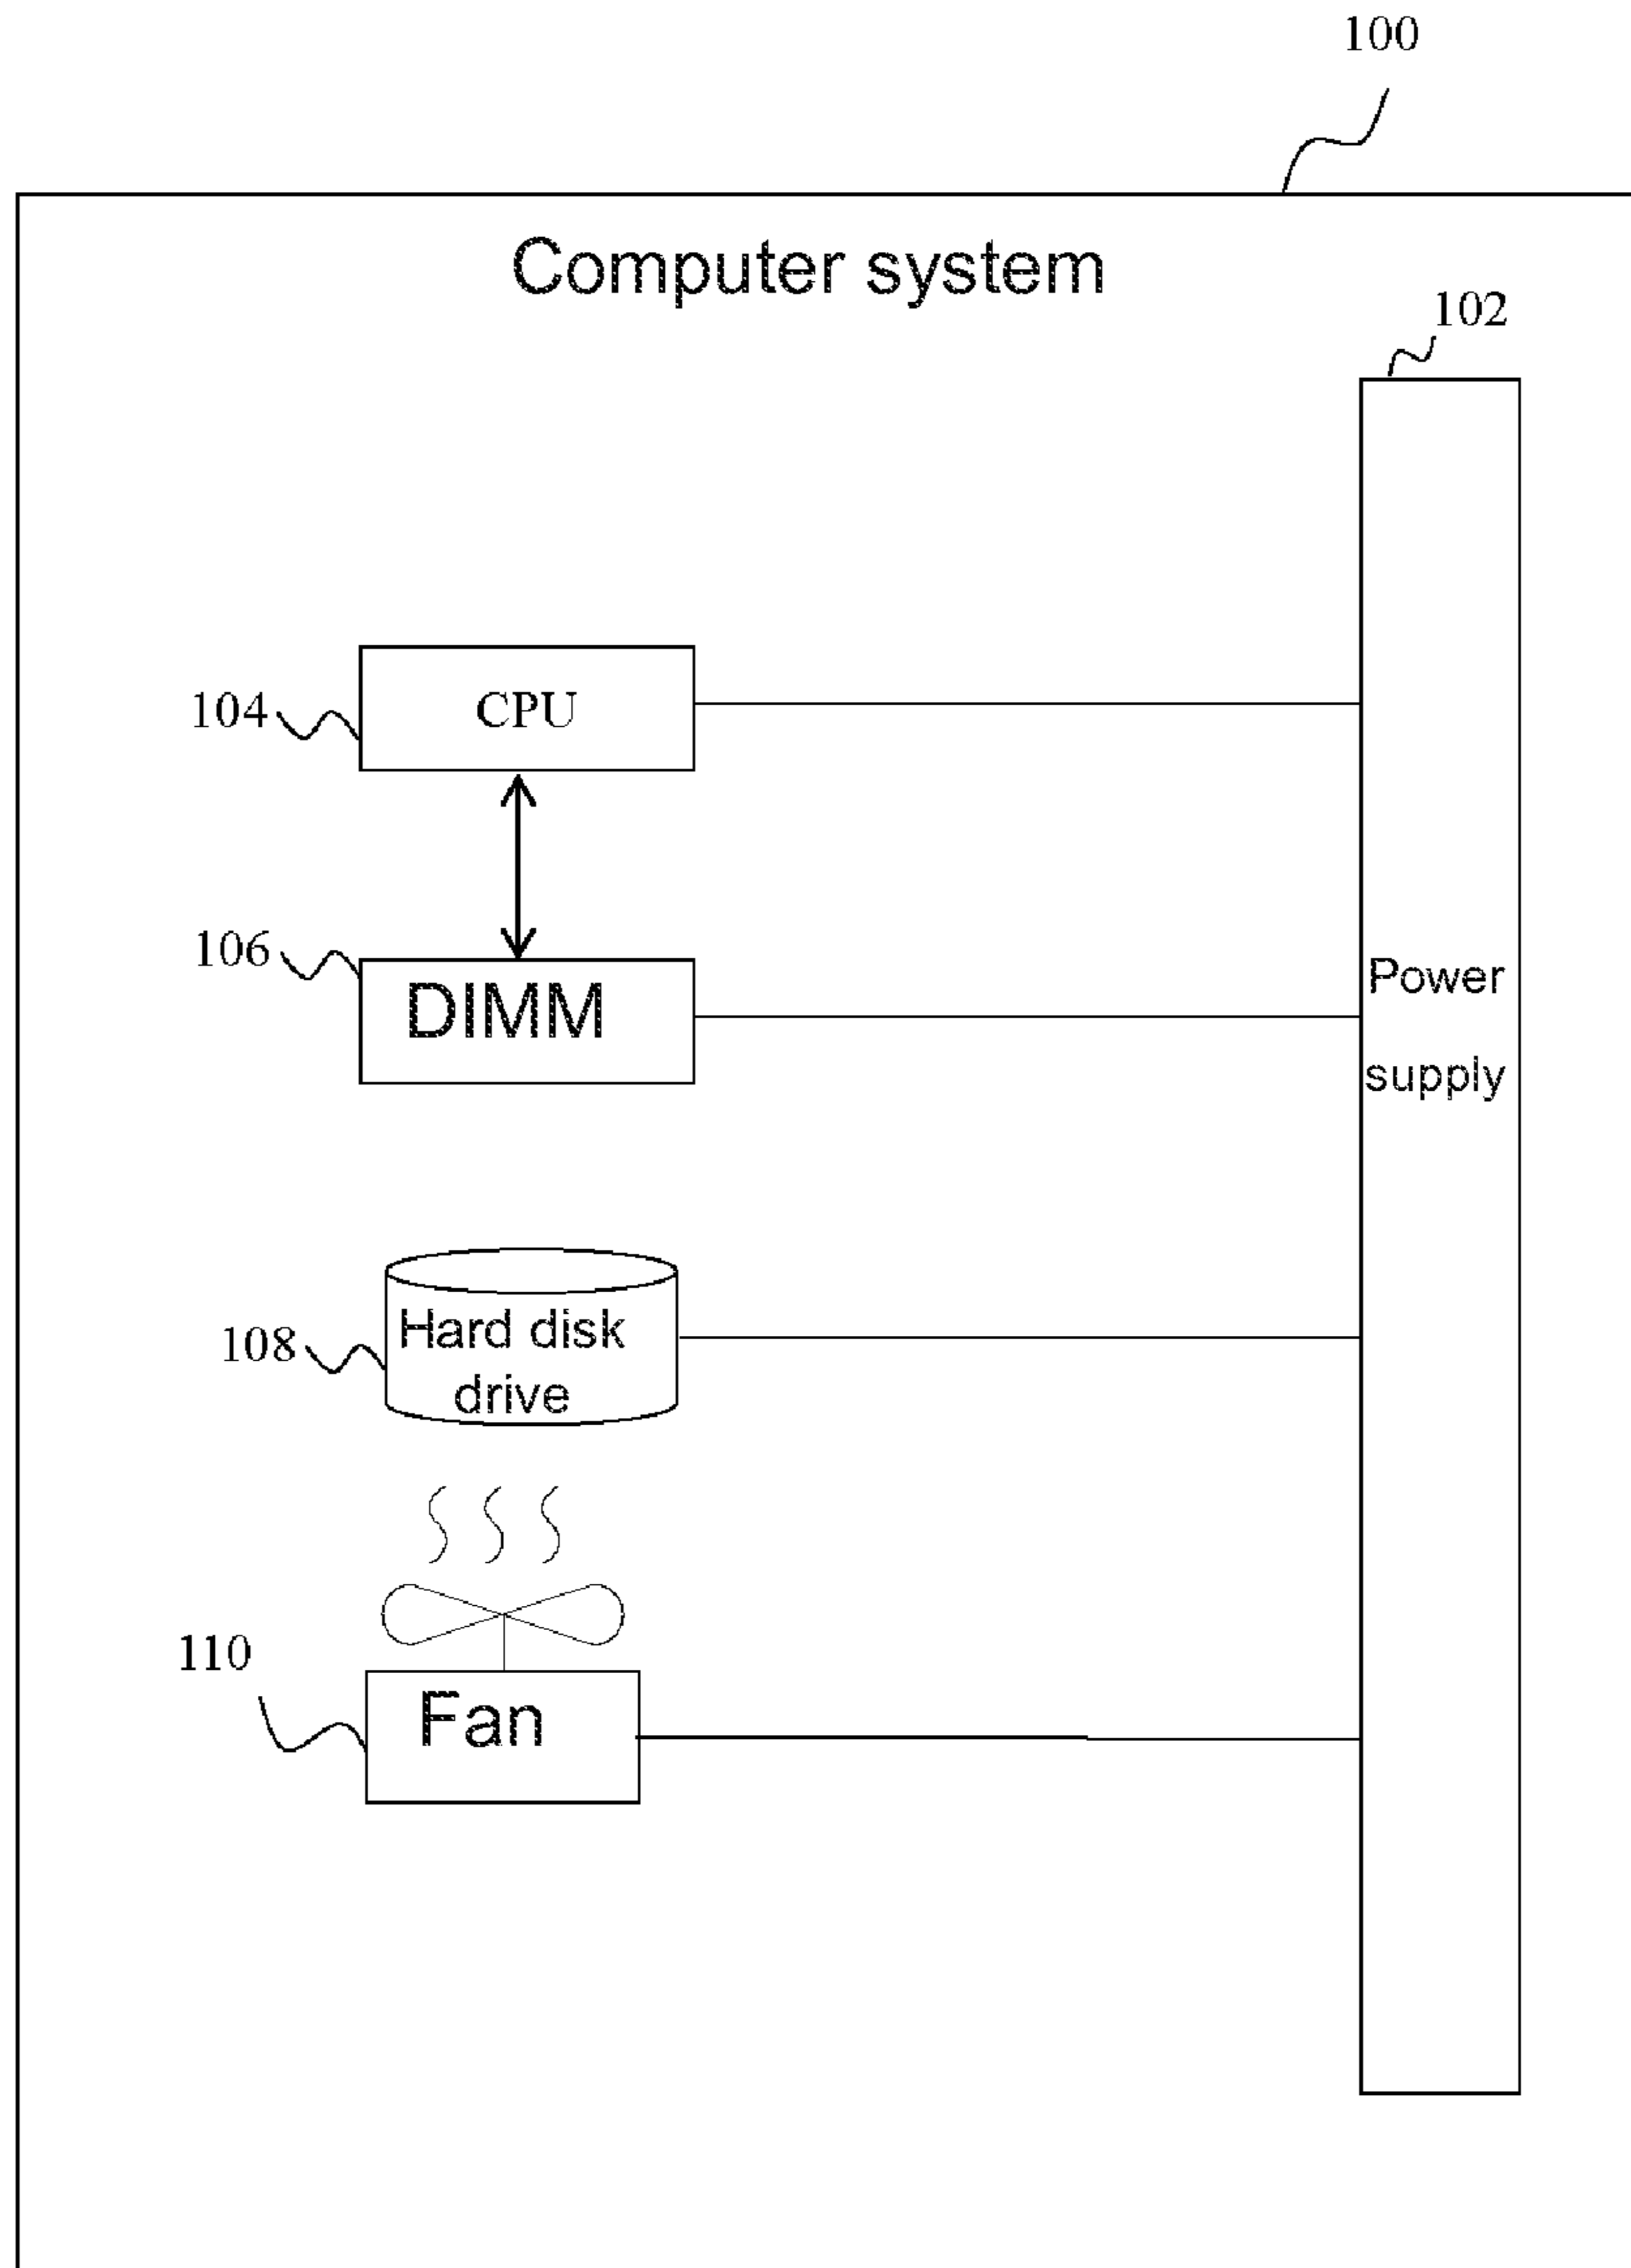 100
Computer system
102
104
CPU
106
DIMM
Power
supply
108
Hard disk
drive
110
Fan